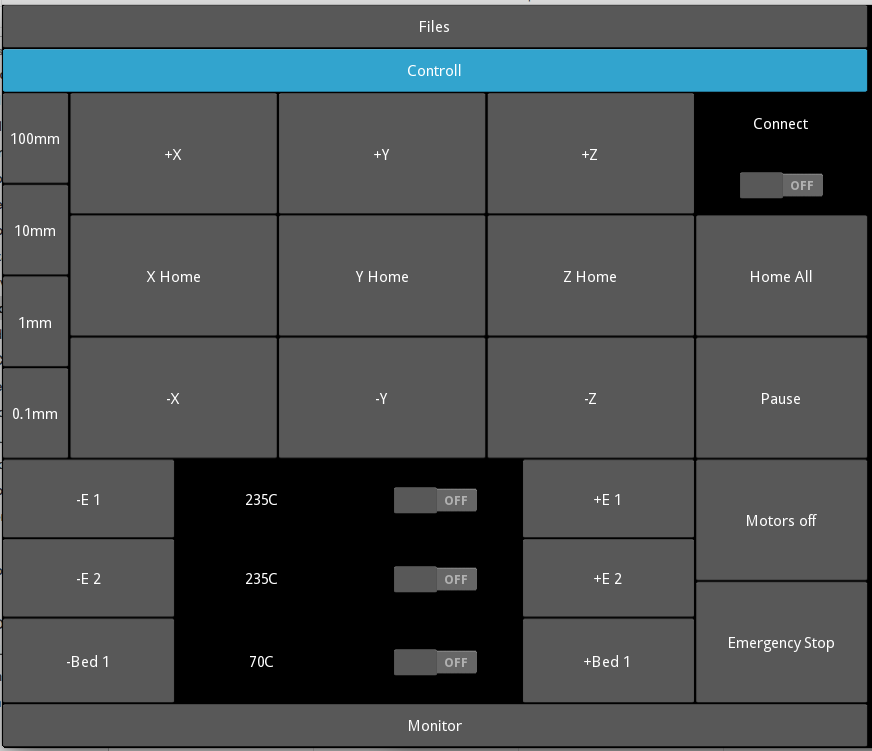 Files
Controll
100mm
+X
+Y
+Z
Connect
OFF
10mm
X Home
Y Home
Z Home
Home All
1mm
-X
-Y
-Z
Pause
0.1mm
-E 1
235C
OFF
+E 1
Motors off
-E 2
235C
OFF
+E 2
Emergency Stop
-Bed 1
70C
OFF
+Bed 1
Monitor